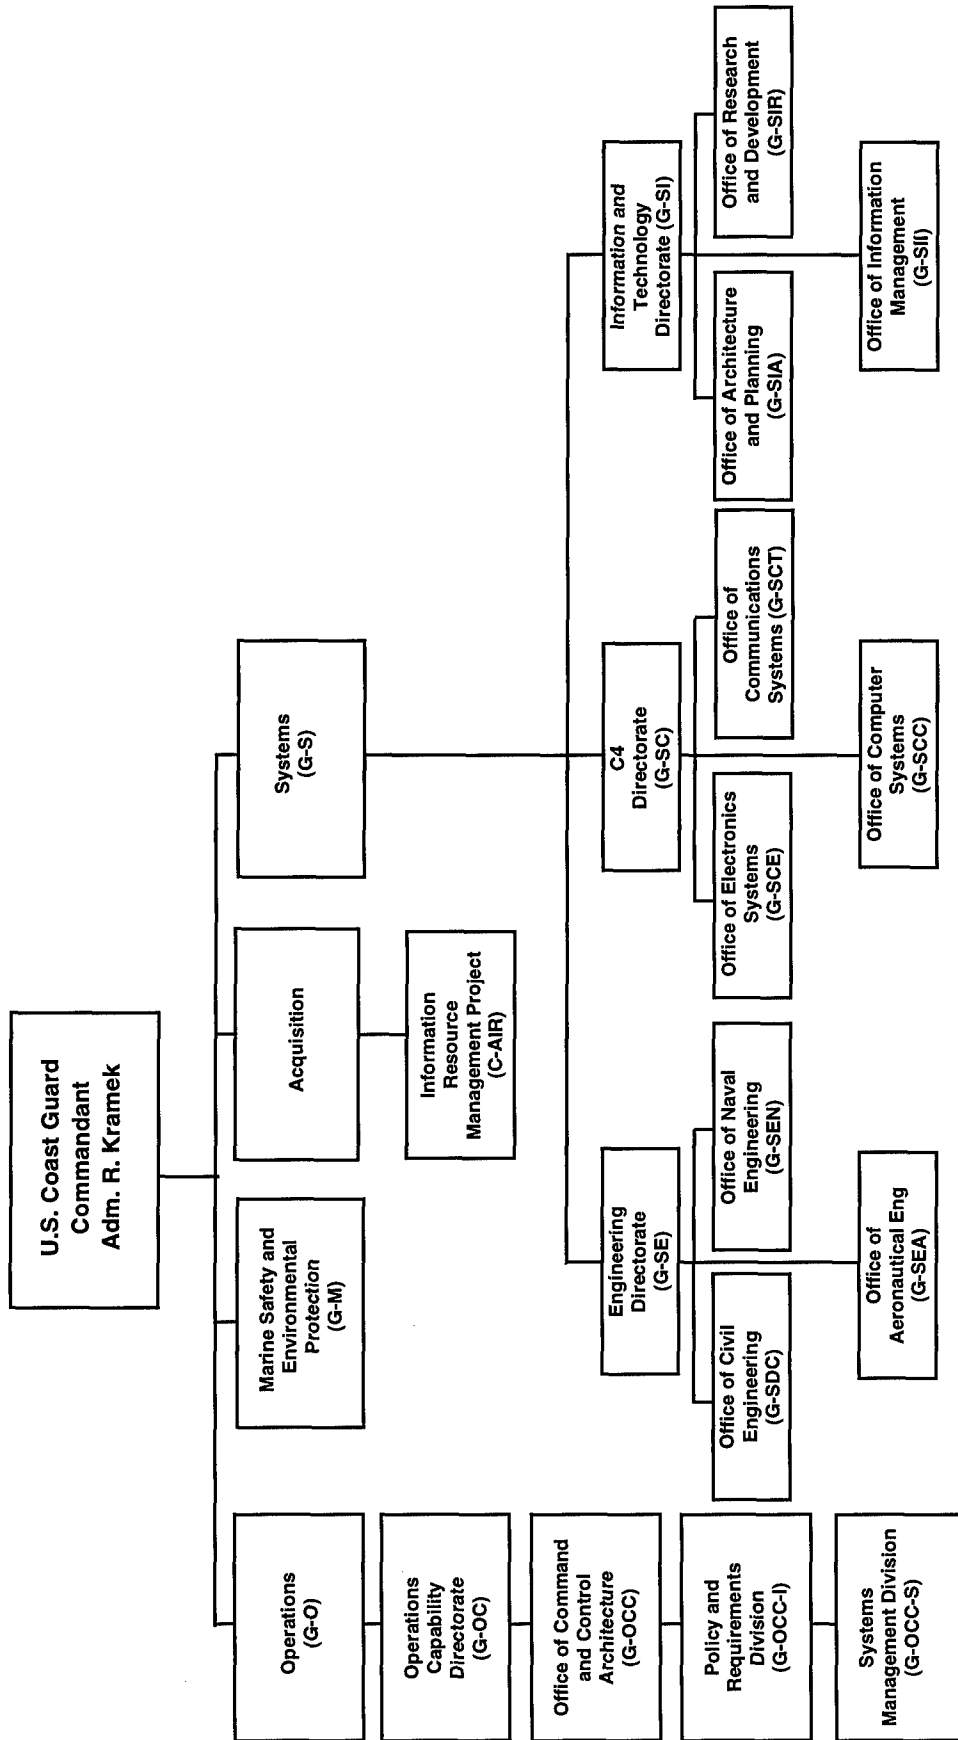 U.S. Coast Guard
Commandant
Adm. R. Kramek
Operations
(G-O)
Marine Safety and
Environmental
Protection
(G-M)
Acquisition
Systems
(G-S)
Operations
Capability
Directorate
(G-OC)
Information
Resource
Management Project
(C-AIR)
Office of Command
and Control
Architecture
(G-OCC)
Engineering
Directorate
(G-SE)
C4
Directorate
(G-SC)
Information and
Technology
Directorate (G-SI)
Policy and
Requirements
Division
(G-OCC-I)
Office of Civil
Engineering
(G-SDC)
Office of Naval
Engineering
(G-SEN)
Office of Electronics
Systems
(G-SCE)
Office of
Communications
Systems (G-SCT)
Office of Architecture
and Planning
(G-SIA)
Office of Research
and Development
(G-SIR)
Systems
Management Division
(G-OCC-S)
Office of
Aeronautical Eng
(G-SEA)
Office of Computer
Systems
(G-SCC)
Office of Information
Management
(G-SII)